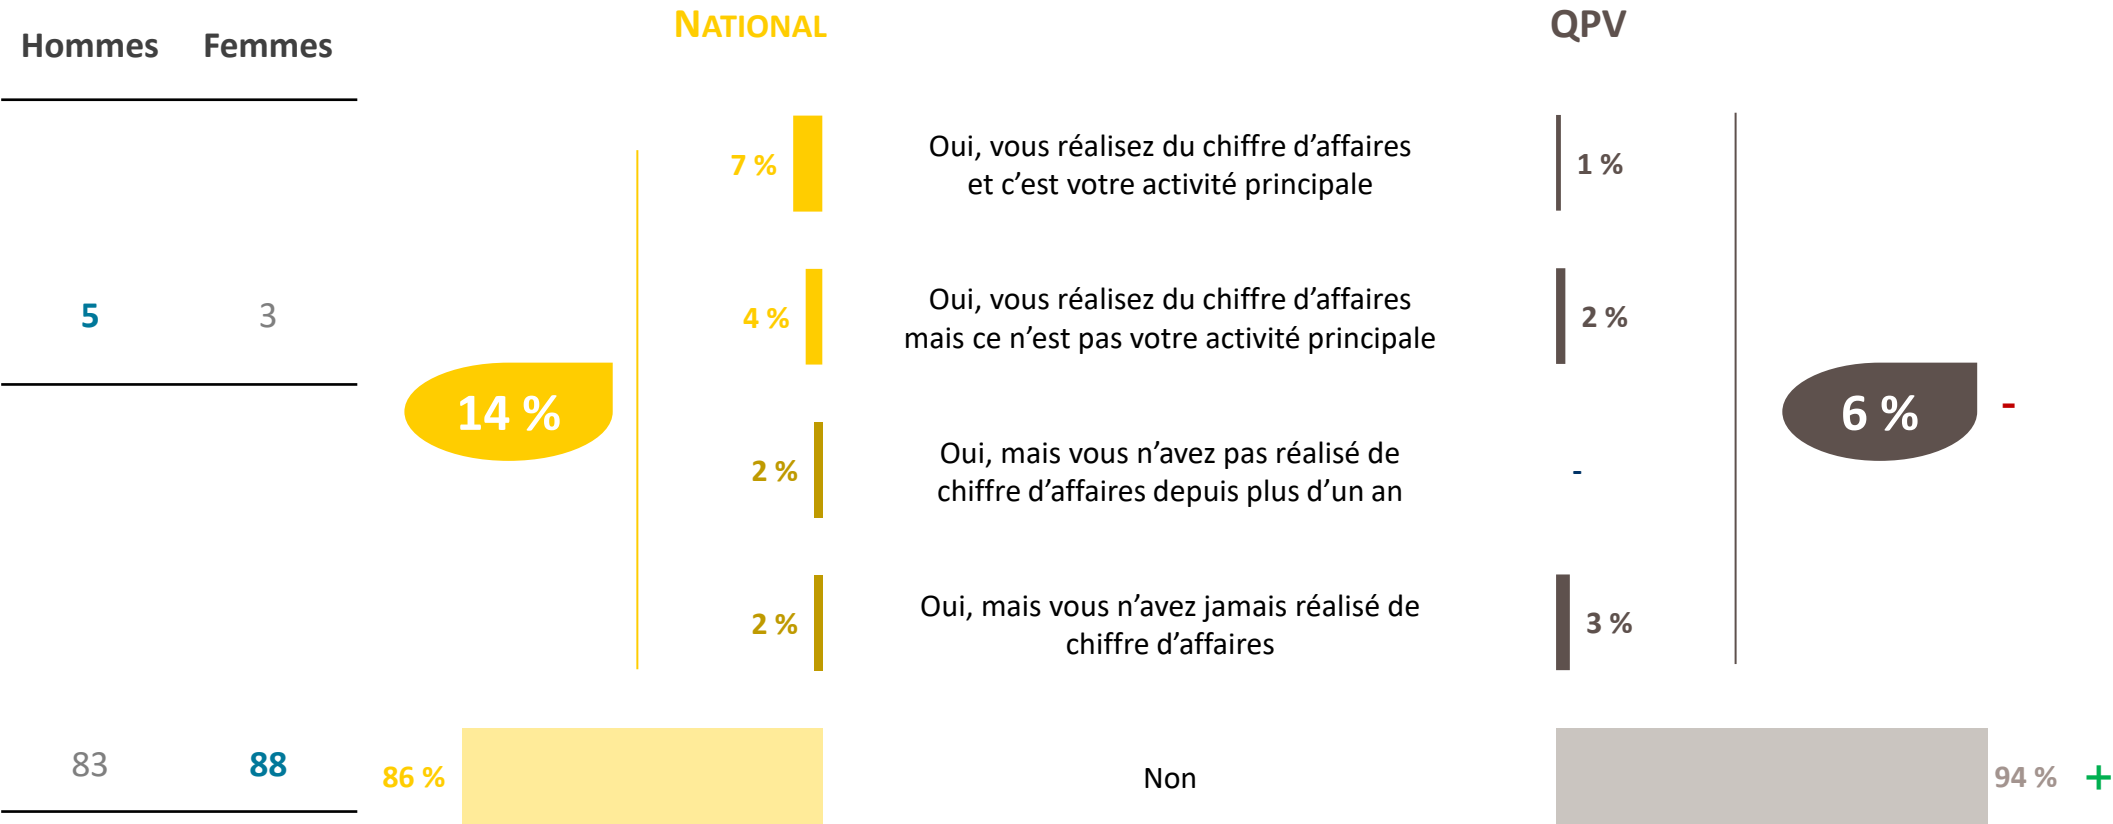 Hommes Femmes
NATIONAL
QPV
7 %
Oui, vous réalisez du chiffre d’affaires
et c’est votre activité principale
1 %
5 3
4 %
Oui, vous réalisez du chiffre d’affaires
mais ce n’est pas votre activité principale
2 %
14 %
6 %
-
2 %
Oui, mais vous n’avez pas réalisé de
chiffre d’affaires depuis plus d’un an
-
2 %
Oui, mais vous n’avez jamais réalisé de
chiffre d’affaires
3 %
83 88
86 %
Non
94 %
+